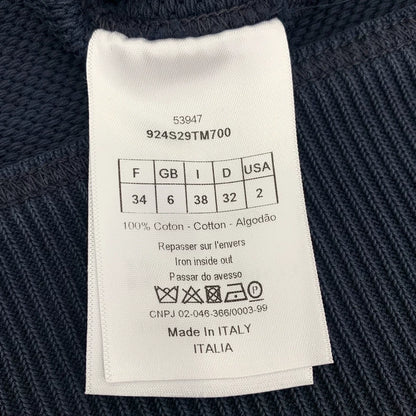 53947
924S29TM700
F GB I D USA
34 6 38 32 2
100% Coton - Cotton - Algodão
Repasser sur l'envers
Iron inside out
Passar do avesso
P
CNPJ 02-046-366/0003-99
Made In ITALY
ITALIA